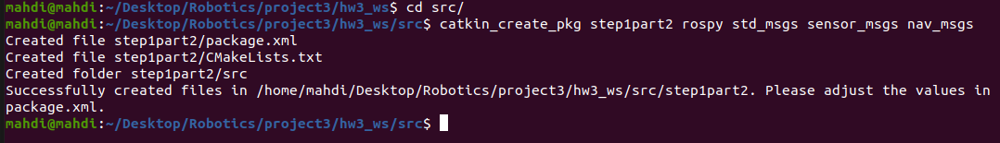 mahdi@mahdi:~/Desktop/Robotics/project3/hw3_ws$ cd src/
mahdi@mahdi:~/Desktop/Robotics/project3/hw3_ws/src$ catkin_create_pkg step1part2 rospy std_msgs sensor_msgs nav_msgs
Created file step1part2/package.xml
Created file step1part2/CMakeLists.txt
Created folder step1part2/src
Successfully created files in /home/mahdi/Desktop/Robotics/project3/hw3_ws/src/step1part2. Please adjust the values in
package.xml.
mahdi@mahdi:~/Desktop/Robotics/project3/hw3_ws/src$